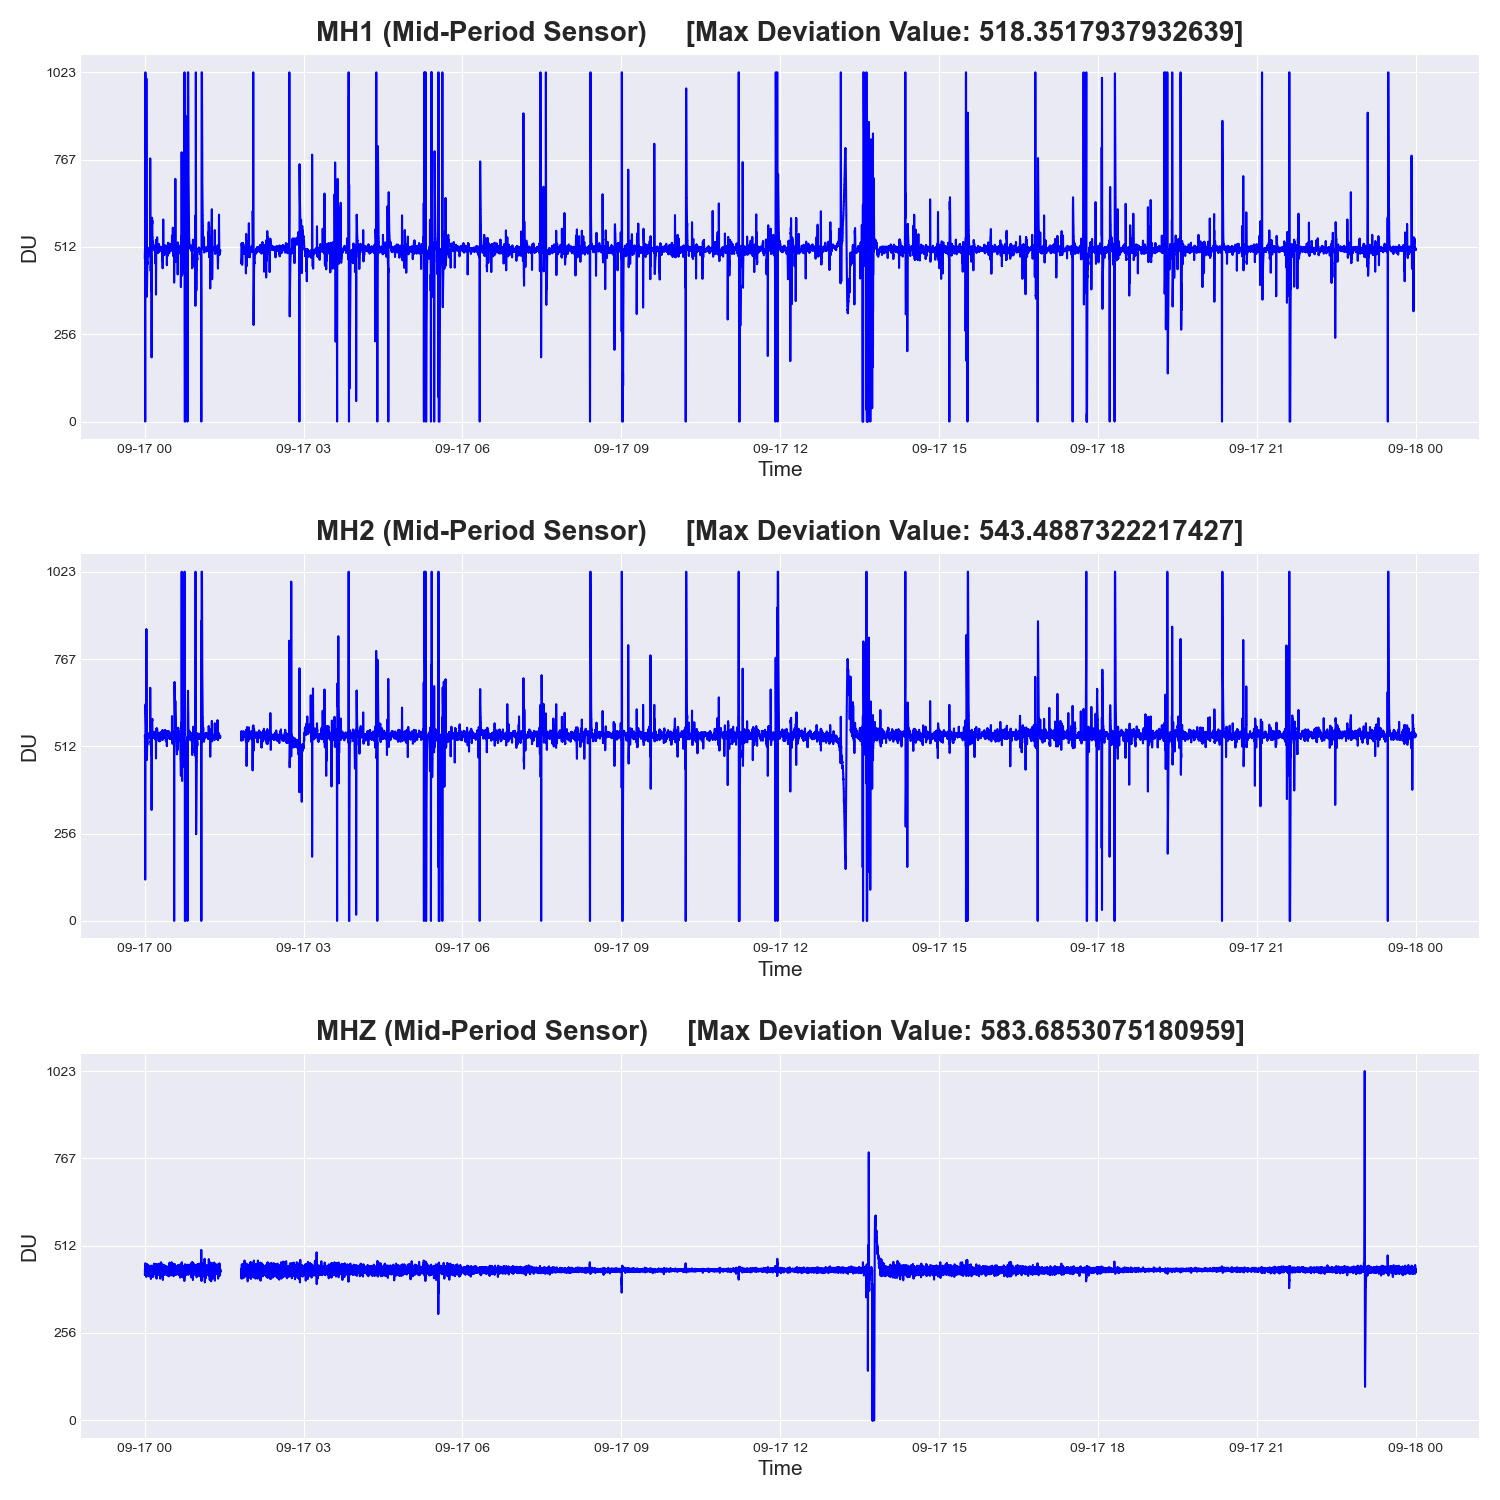 MH1 (Mid-Period Sensor) [Max Deviation Value: 518.3517937932639]
1023
767
512
256
0
DU
09-17 00 09-17 03 09-17 06 09-17 09 09-17 12 09-17 15 09-17 18 09-17 21 09-18 00
Time
MH2 (Mid-Period Sensor) [Max Deviation Value: 543.4887322217427]
1023
767
512
256
0
DU
09-17 00 09-17 03 09-17 06 09-17 09 09-17 12 09-17 15 09-17 18 09-17 21 09-18 00
Time
MHZ (Mid-Period Sensor) [Max Deviation Value: 583.6853075180959]
1023
767
512
256
0
DU
09-17 00 09-17 03 09-17 06 09-17 09 09-17 12 09-17 15 09-17 18 09-17 21 09-18 00
Time